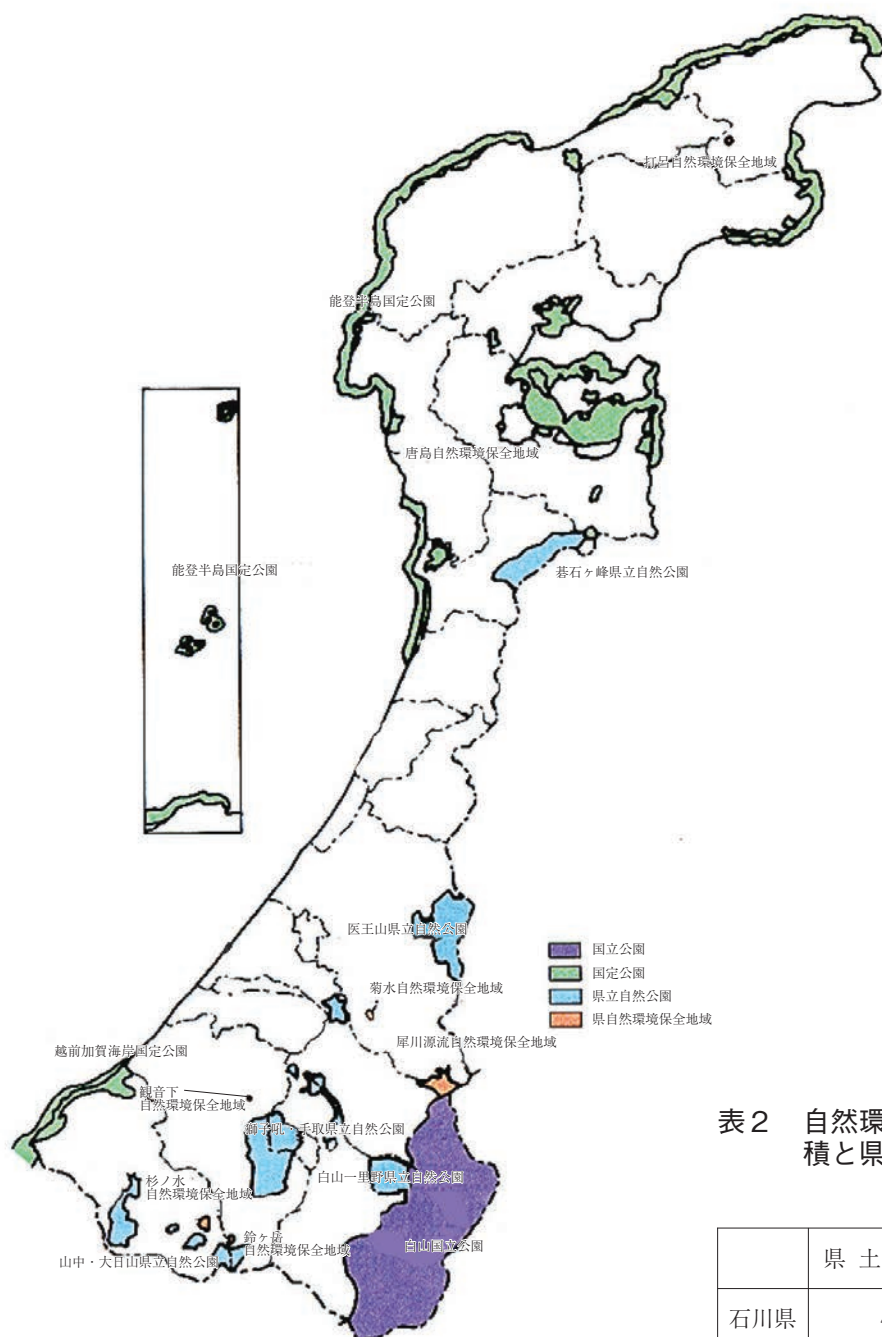 打呂自然環境保全地域
能登半島国定公園
唐島自然環境保全地域
能登半島国定公園
碁石ヶ峰県立自然公園
医王山県立自然公園
国立公園
国定公園
県立自然公園
県自然環境保全地域
菊水自然環境保全地域
犀川源流自然環境保全地域
越前加賀海岸国定公園
観音下
自然環境保全地域
獅子吼・手取県立自然公園
白山一里野県立自然公園
杉ノ水
自然環境保全地域
鈴ヶ岳
自然環境保全地域
白山国立公園
山中・大日山県立自然公園
表2 自然環
積と県
県 土
石川県